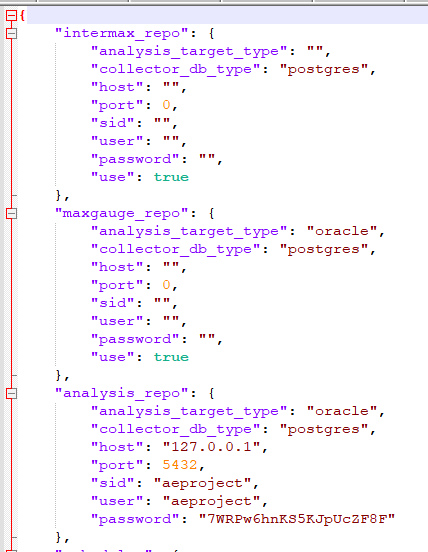 {
"intermax_repo": {
"analysis_target_type": "",
"collector_db_type": "postgres",
"host": "",
"port": 0,
"sid": "",
"user": "",
"password": "",
"use": true
},
"maxgauge_repo": {
"analysis_target_type": "oracle",
"collector_db_type": "postgres",
"host": "",
"port": 0,
"sid": "",
"user": "",
"password": "",
"use": true
},
"analysis_repo": {
"analysis_target_type": "oracle",
"collector_db_type": "postgres",
"host": "127.0.0.1",
"port": 5432,
"sid": "aeproject",
"user": "aeproject",
"password": "7WRPw6hnKS5KJpUcZF8F"
},